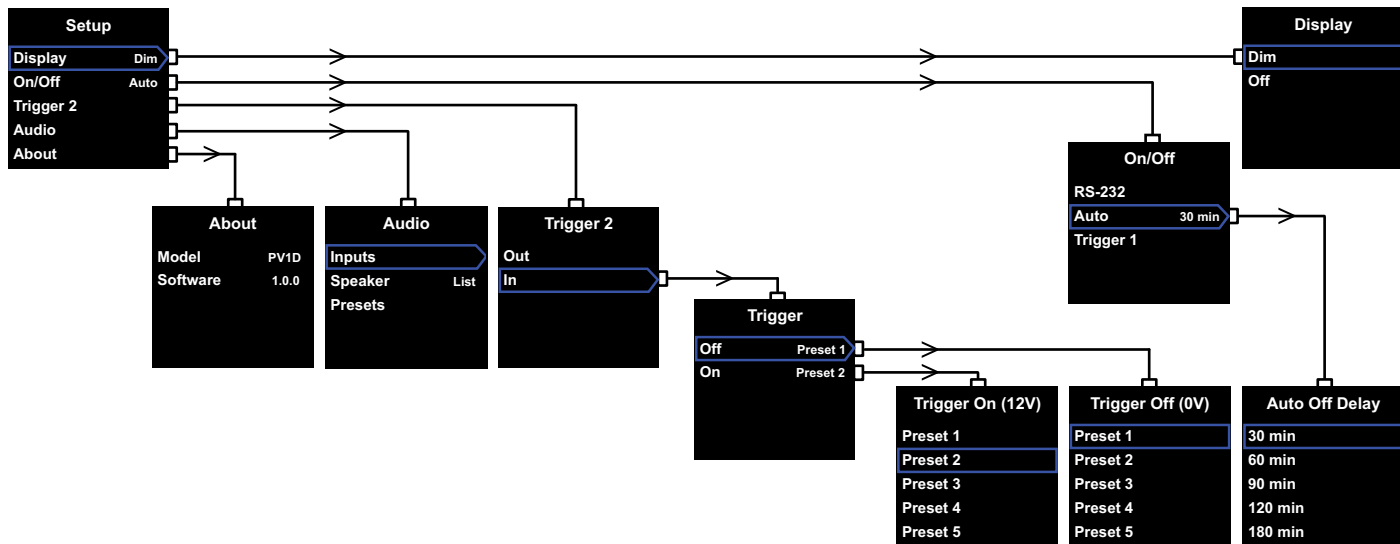 Setup
Display Dim
On/Off Auto
Trigger 2
Audio
About
Display
Dim
Off
On/Off
RS-232
Auto 30 min
Trigger 1
About
Model PV1D
Software 1.0.0
Audio
Inputs
Speaker List
Presets
Trigger 2
Out
In
Trigger
Off Preset 1
On Preset 2
Trigger On (12V)
Preset 1
Preset 2
Preset 3
Preset 4
Preset 5
Trigger Off (0V)
Preset 1
Preset 2
Preset 3
Preset 4
Preset 5
Auto Off Delay
30 min
60 min
90 min
120 min
180 min